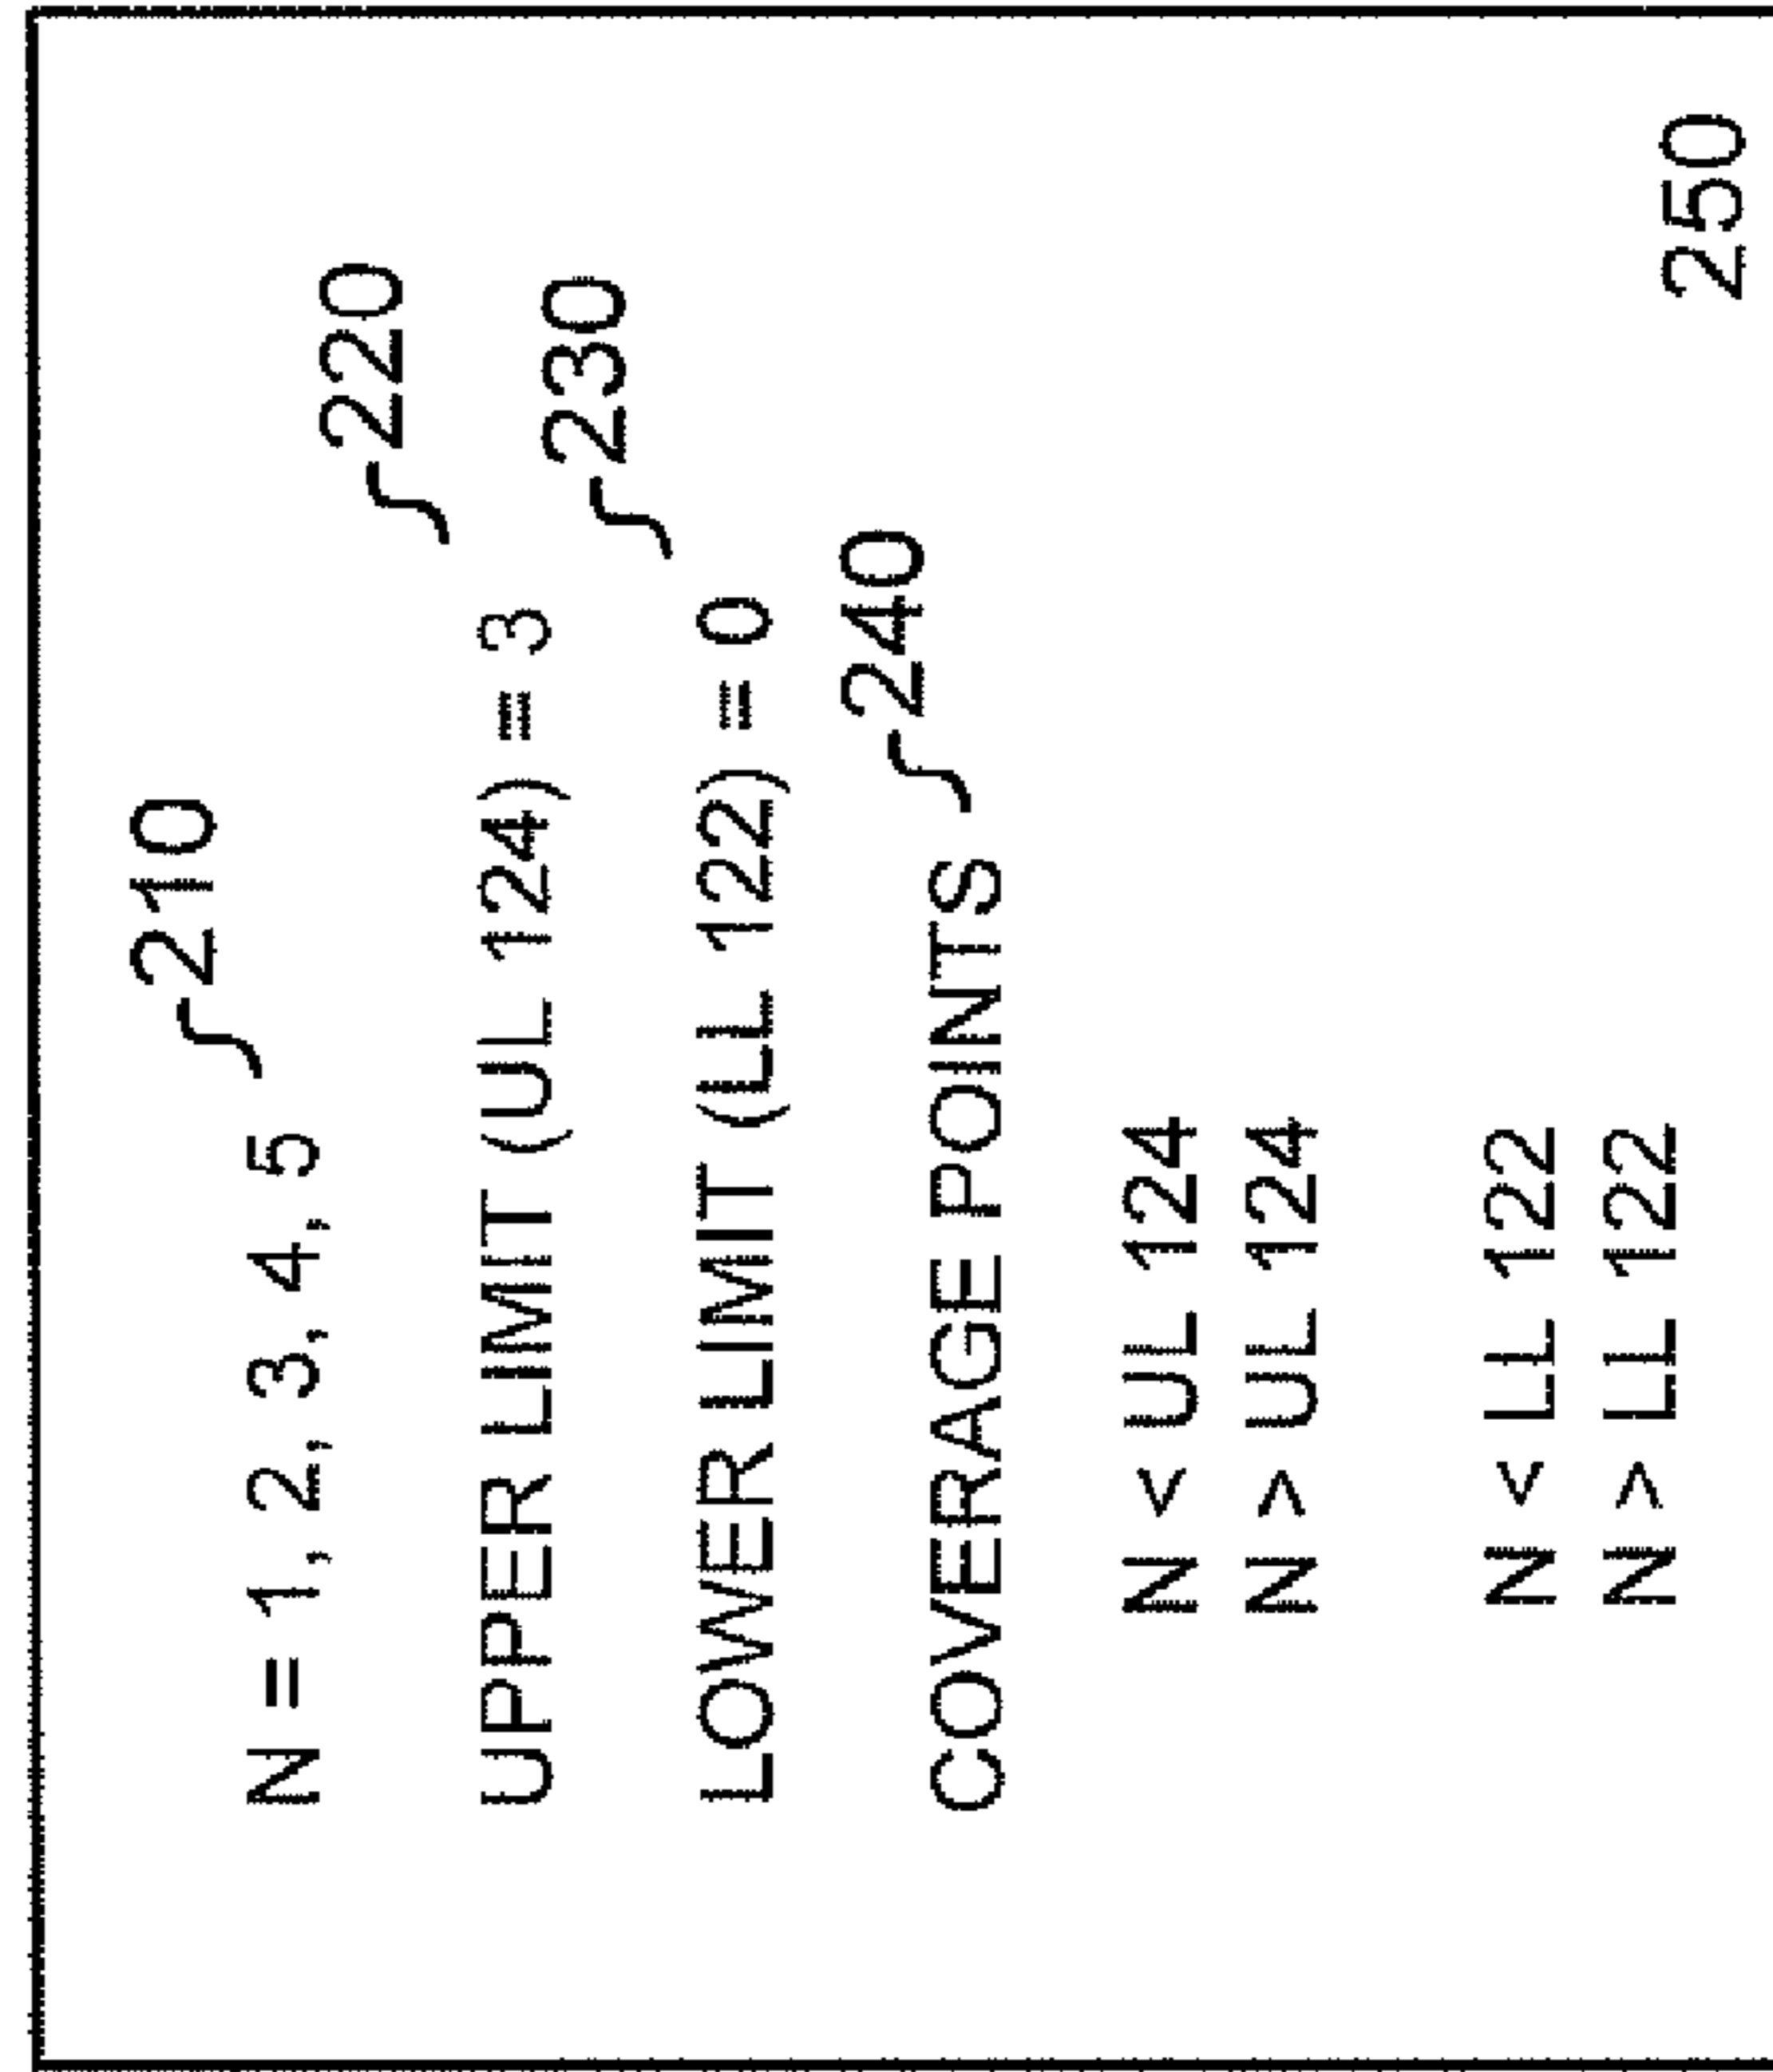 210
N = 1, 2, 3, 4, 5
220
UPPER LIMIT (UL 124) = 3
230
LOWER LIMIT (LL 122) = 0
240
COVERAGE POINTS
N < UL 124
N > UL 124
N < LL 122
N > LL 122
250